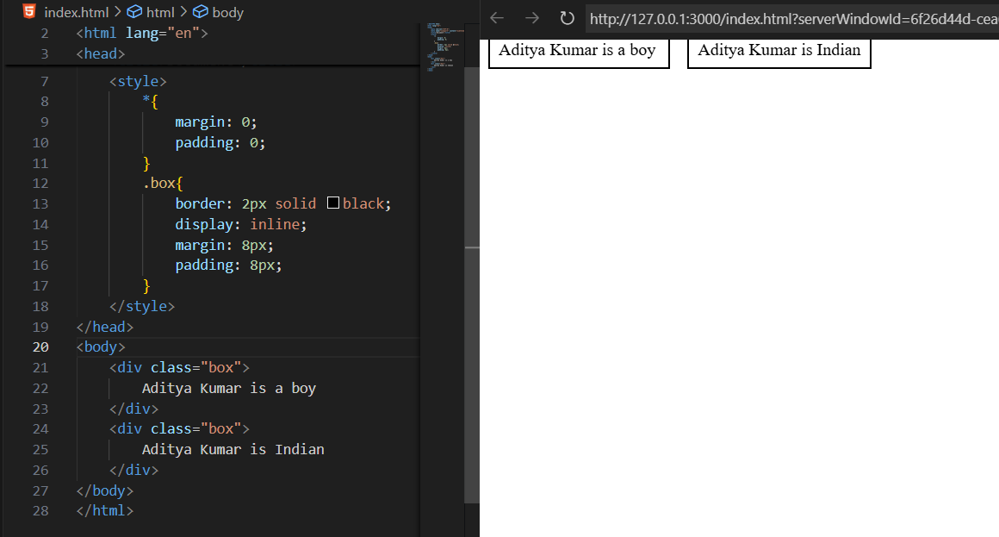 index.html > html > body
2 <html lang="en">
3 <head>
7 <style>
8 *{
9 margin: 0;
10 padding: 0;
11 }
12 .box{
13 border: 2px solid black;
14 display: inline;
15 margin: 8px;
16 padding: 8px;
17 }
18 </style>
19 </head>
20 <body>
21 <div class="box">
22 Aditya Kumar is a boy
23 </div>
24 <div class="box">
25 Aditya Kumar is Indian
26 </div>
27 </body>
28 </html>
http://127.0.0.1:3000/index.html?serverWindowId=6f26d44d-cea
Aditya Kumar is a boy Aditya Kumar is Indian